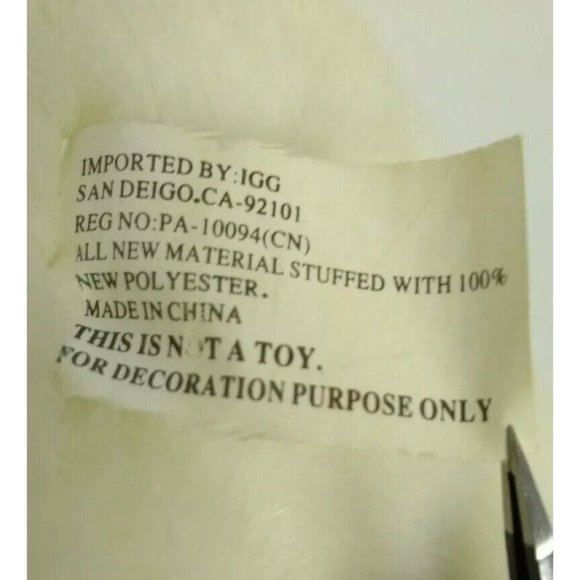 IMPORTED BY:IGG
SAN DEIGO.CA-92101
REG NO:PA-10094(CN)
ALL NEW MATERIAL STUFFED WITH 100%
NEW POLYESTER.
MADE IN CHINA
THIS IS NOT A TOY.
FOR DECORATION PURPOSE ONLY